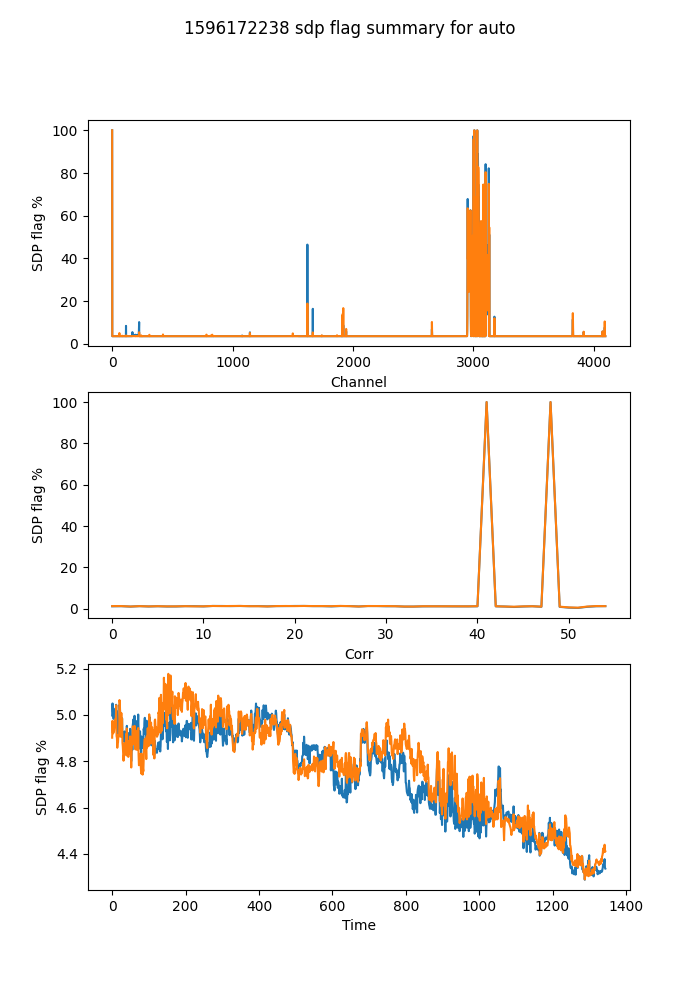 1596172238 sdp flag summary for auto
100
80
60
40
20
0
SDP flag %
0 1000 2000 3000 4000
Channel
100
80
60
40
20
0
SDP flag %
0 10 20 30 40 50
Corr
5.2
5.0
4.8
4.6
4.4
SDP flag %
0 200 400 600 800 1000 1200 1400
Time